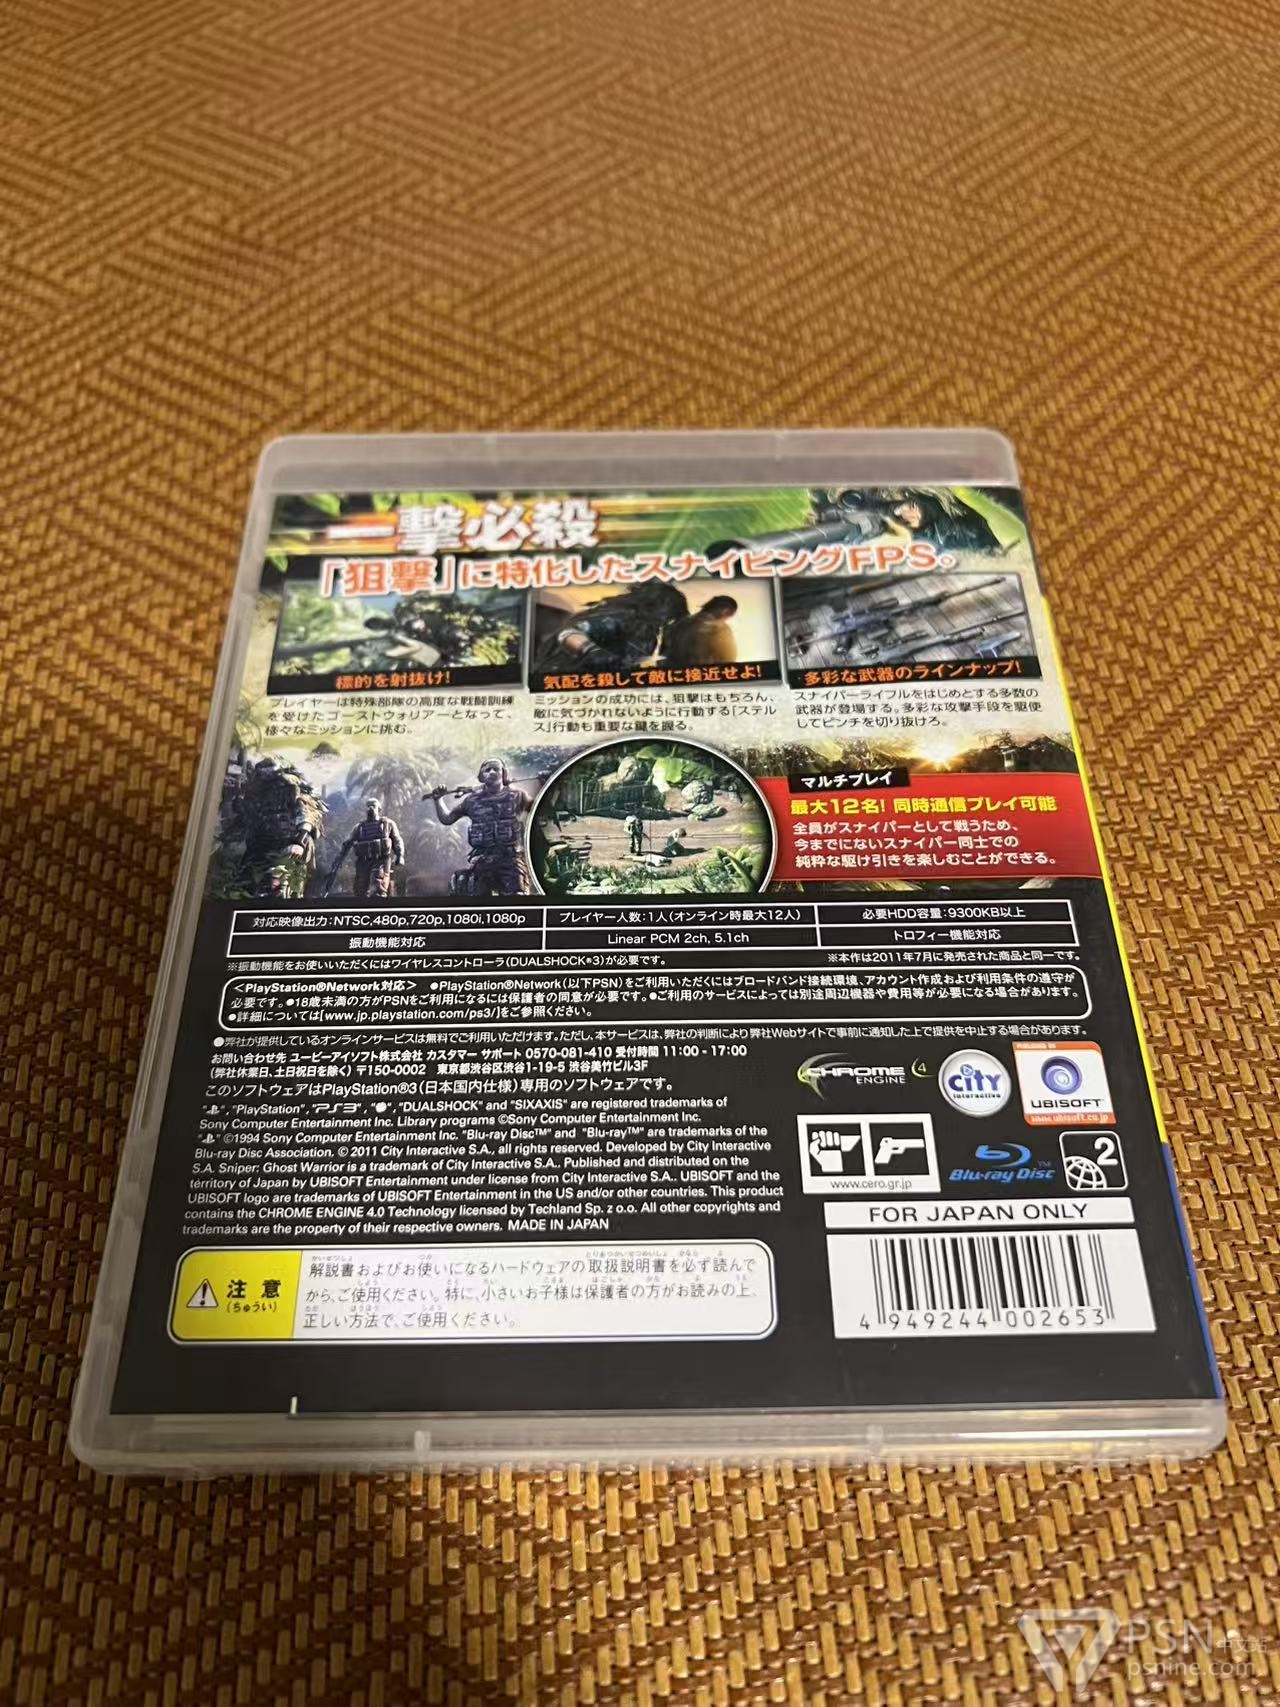 一撃必殺
「狙撃」に特化したスナイピングFPS。
標的を射抜け!
プレイヤーは特殊部隊の高度な戦闘訓練
を受けたゴーストウォリアーとなって、
様々なミッションに挑む。
気配を殺して敵に接近せよ!
ミッションの成功には、狙撃はもちろん、
敵に気づかれないように行動する「ステル
ス」行動も重要な鍵を握る。
多彩な武器のラインナップ!
スナイパーライフルをはじめとする多数の
武器が登場する。多彩な攻撃手段を駆使
してピンチを切り抜けろ。
マルチプレイ
最大12名! 同時通信プレイ可能
全員がスナイパーとして戦うため、
今までにないスナイパー同士での
純粋な駆け引きを楽しむことができる。
対応映像出力:NTSC,480p,720p,1080i,1080p
プレイヤー人数:1人(オンライン時最大12人)
必要HDD容量:9300KB以上
振動機能対応
Linear PCM 2ch, 5.1ch
トロフィー機能対応
※振動機能をお使いいただくにはワイヤレスコントローラ(DUALSHOCK®3)が必要です。
※本作は2011年7月に発売された商品と同一です。
<PlayStation®Network対応> ●PlayStation®Network(以下PSN)をご利用いただくにはブロードバンド接続環境、アカウント作成および利用条件の遵守が
必要です。●18歳未満の方がPSNをご利用になるには保護者の同意が必要です。●ご利用のサービスによっては別途周辺機器や費用等が必要になる場合があります。
●詳細については[www.jp.playstation.com/ps3/]をご参照ください。
●弊社が提供しているオンラインサービスは無料でご利用いただけます。ただし、本サービスは、弊社の判断により弊社Webサイトで事前に通知した上で提供を中止する場合があります。
お問い合わせ先 ユービーアイソフト株式会社 カスタマー サポート 0570-081-410 受付時間 11:00 - 17:00
(弊社休業日、土日祝日を除く) 〒150-0002 東京都渋谷区渋谷1-19-5 渋谷美竹ビル3F
このソフトウェアはPlayStation®3(日本国内仕様)専用のソフトウェアです。
"", "PlayStation", "PS3", "", "DUALSHOCK" and "SIXAXIS" are registered trademarks of
Sony Computer Entertainment Inc. Library programs ©Sony Computer Entertainment Inc.
"" ©1994 Sony Computer Entertainment Inc. "Blu-ray Disc™" and "Blu-ray™" are trademarks of the
Blu-ray Disc Association. © 2011 City Interactive S.A., all rights reserved. Developed by City Interactive
S.A. Sniper: Ghost Warrior is a trademark of City Interactive S.A.. Published and distributed on the
territory of Japan by UBISOFT Entertainment under license from City Interactive S.A.. UBISOFT and the
UBISOFT logo are trademarks of UBISOFT Entertainment in the US and/or other countries. This product
contains the CHROME ENGINE 4.0 Technology licensed by Techland Sp. z o.o. All other copyrights and
trademarks are the property of their respective owners. MADE IN JAPAN
CHROME
ENGINE 4
city
interactive
PUBLISHED BY
UBISOFT
www.ubisoft.co.jp
www.cero.gr.jp
Blu-ray Disc™
2
FOR JAPAN ONLY
4 949244 002653
注意
(ちゅうい)
解説書およびお使いになるハードウェアの取扱説明書を必ず読んで
から、ご使用ください。特に、小さいお子様は保護者の方がお読みの上、
正しい方法で、ご使用ください。
PSN中文站
psnine.com